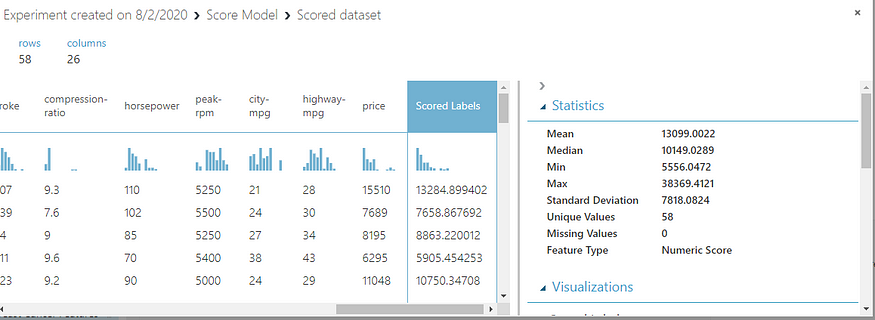 Experiment created on 8/2/2020 › Score Model › Scored dataset
rows columns
58 26
roke compression-ratio horsepower peak-rpm city-mpg highway-mpg price Scored Labels
07 9.3 110 5250 21 28 15510 13284.899402
39 7.6 102 5500 24 30 7689 7658.867692
4 9 85 5250 27 34 8195 8863.220012
11 9.6 70 5400 38 43 6295 5905.454253
23 9.2 90 5000 24 29 11048 10750.34708
Statistics
Mean 13099.0022
Median 10149.0289
Min 5556.0472
Max 38369.4121
Standard Deviation 7818.0824
Unique Values 58
Missing Values 0
Feature Type Numeric Score
Visualizations